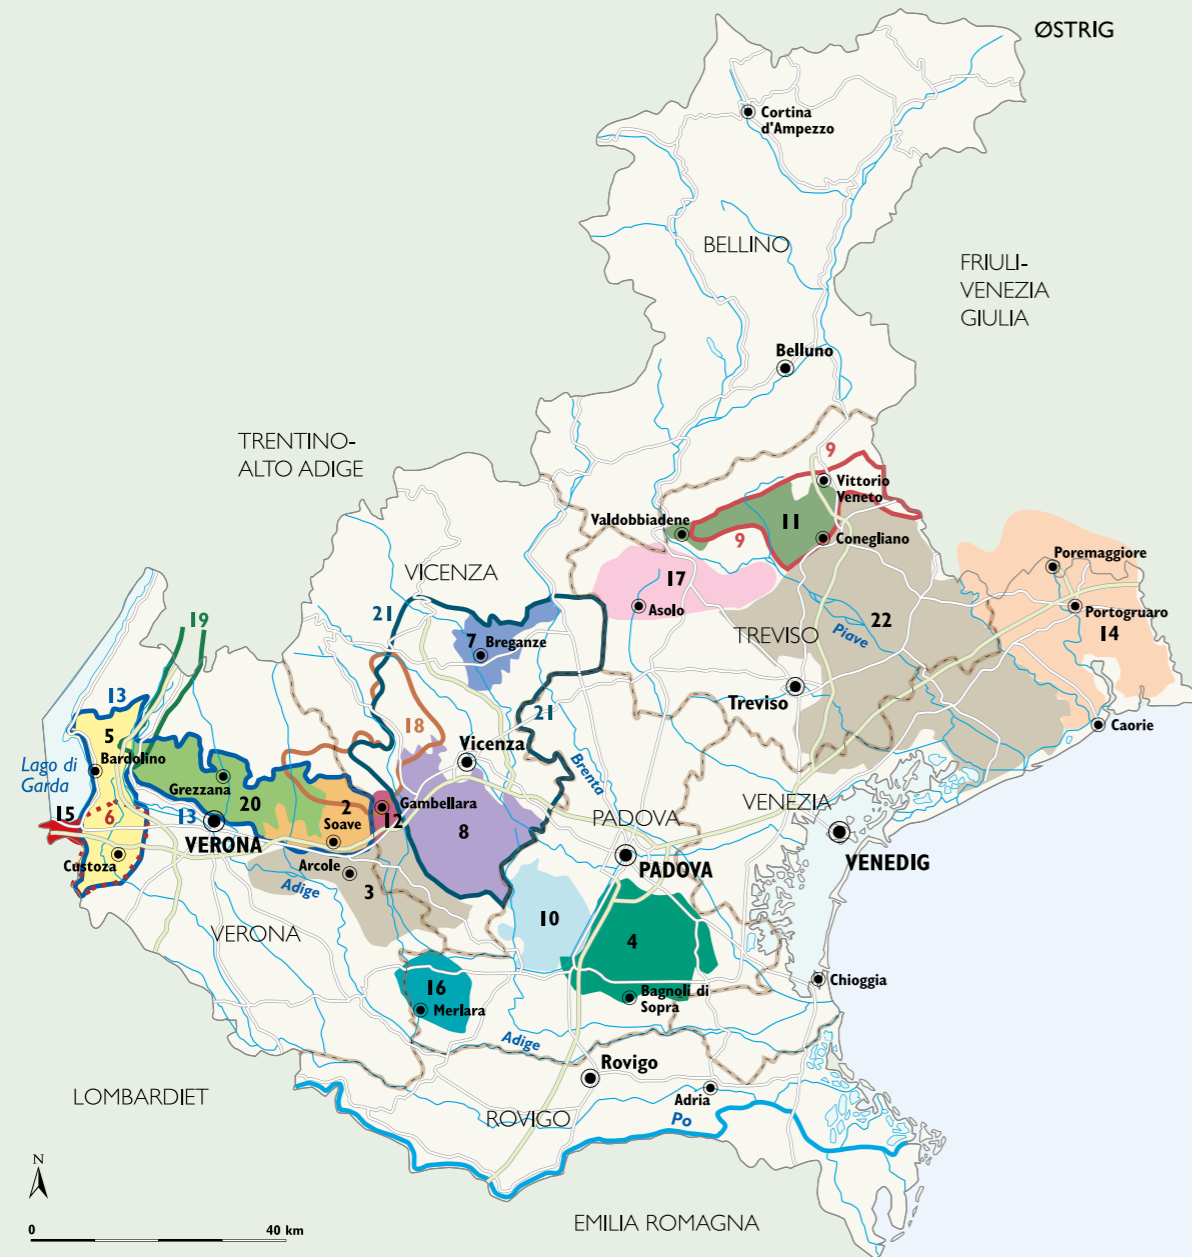 ØSTRIG
Cortina
d'Ampezzo
BELLINO
FRIULI-
VENEZIA
GIULIA
Belluno
TRENTINO-
ALTO ADIGE
9
Vittorio
Veneto
Valdobbiadene
11
9
Conegliano
Poremaggiore
VICENZA
17
Asolo
Portogruaro
14
21
19
7
Breganze
TREVISO
Piave
22
13
Treviso
5
18
21
Caorle
Vicenza
Bardolino
Lago di
Garda
Brenta
Grezzana
20
2
Gambellara
VENEZIA
15
6
13
Soave
12
8
PADOVA
VERONA
VENEDIG
Custoza
Arcole
PADOVA
3
Adige
10
VERONA
4
16
Merlara
Bagnoli di
Sopra
Chioggia
Adige
Rovigo
LOMBARDIET
Adria
ROVIGO
Po
N
EMILIA ROMAGNA
0
40 km